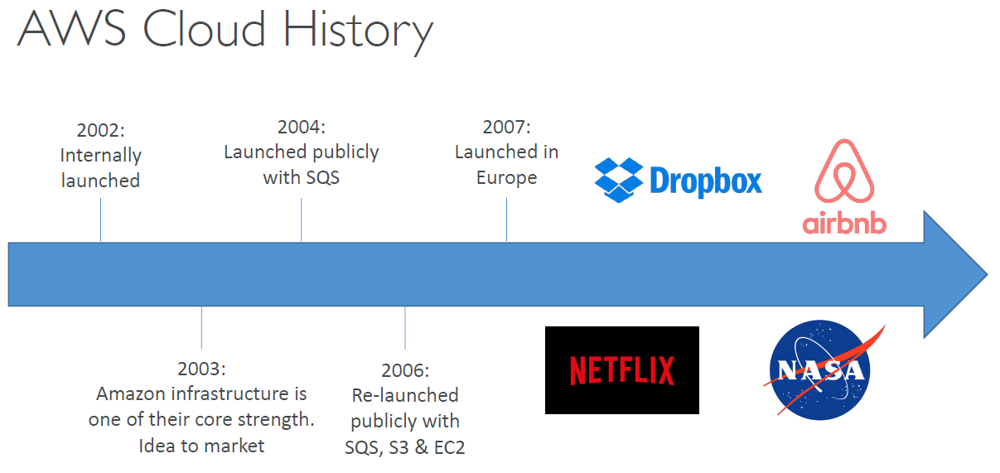 AWS Cloud History
2002:
Internally
launched
2004:
Launched publicly
with SQS
2007:
Launched in
Europe
Dropbox
airbnb
2003:
Amazon infrastructure is
one of their core strength.
Idea to market
2006:
Re-launched
publicly with
SQS, S3 & EC2
NETFLIX
NASA